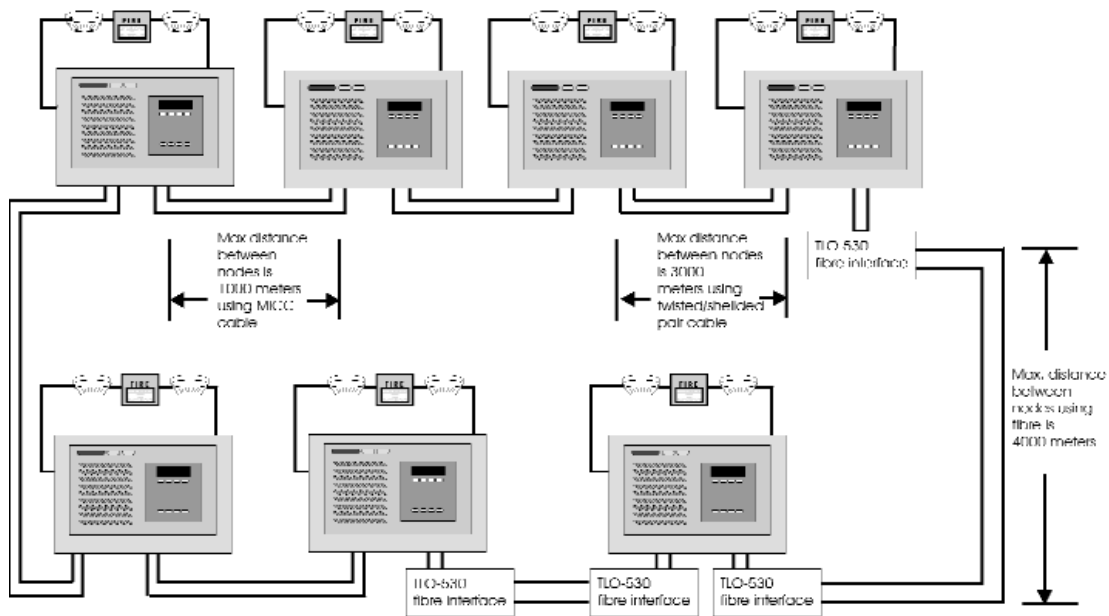 FIRE
FIRE
FIRE
FIRE
Max distance
between
nodes is
1000 meters
using MICC
cable
Max distance
between nodes
is 3000
meters using
twisted/sheilded
pair cable
TLO-530
fibre interface
Max. distance
between
nodes using
fibre is
4000 meters
FIRE
FIRE
FIRE
TLO-530
fibre interface
TLO-530
fibre interface
TLO-530
fibre interface